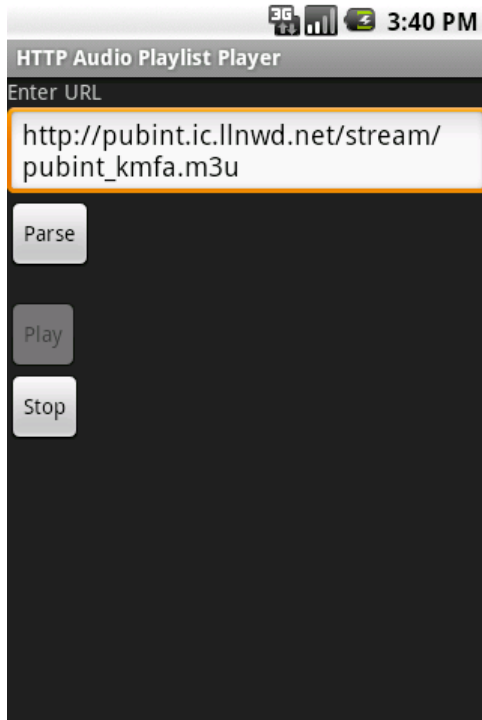 3G 3:40 PM
HTTP Audio Playlist Player
Enter URL
http://pubint.ic.llnwd.net/stream/
pubint_kmfa.m3u
Parse
Play
Stop